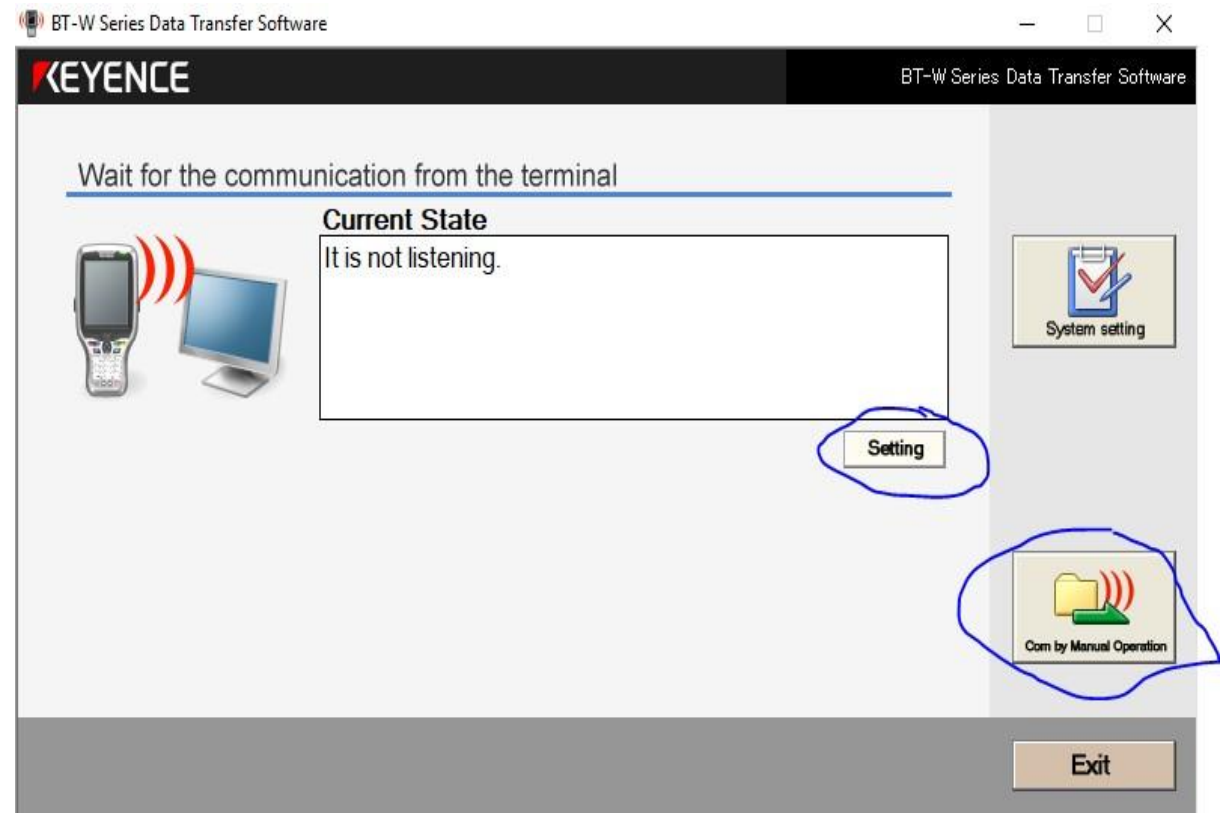 BT-W Series Data Transfer Software
KEYENCE
BT-W Series Data Transfer Software
Wait for the communication from the terminal
Current State
It is not listening.
System setting
Setting
Com by Manual Operation
Exit